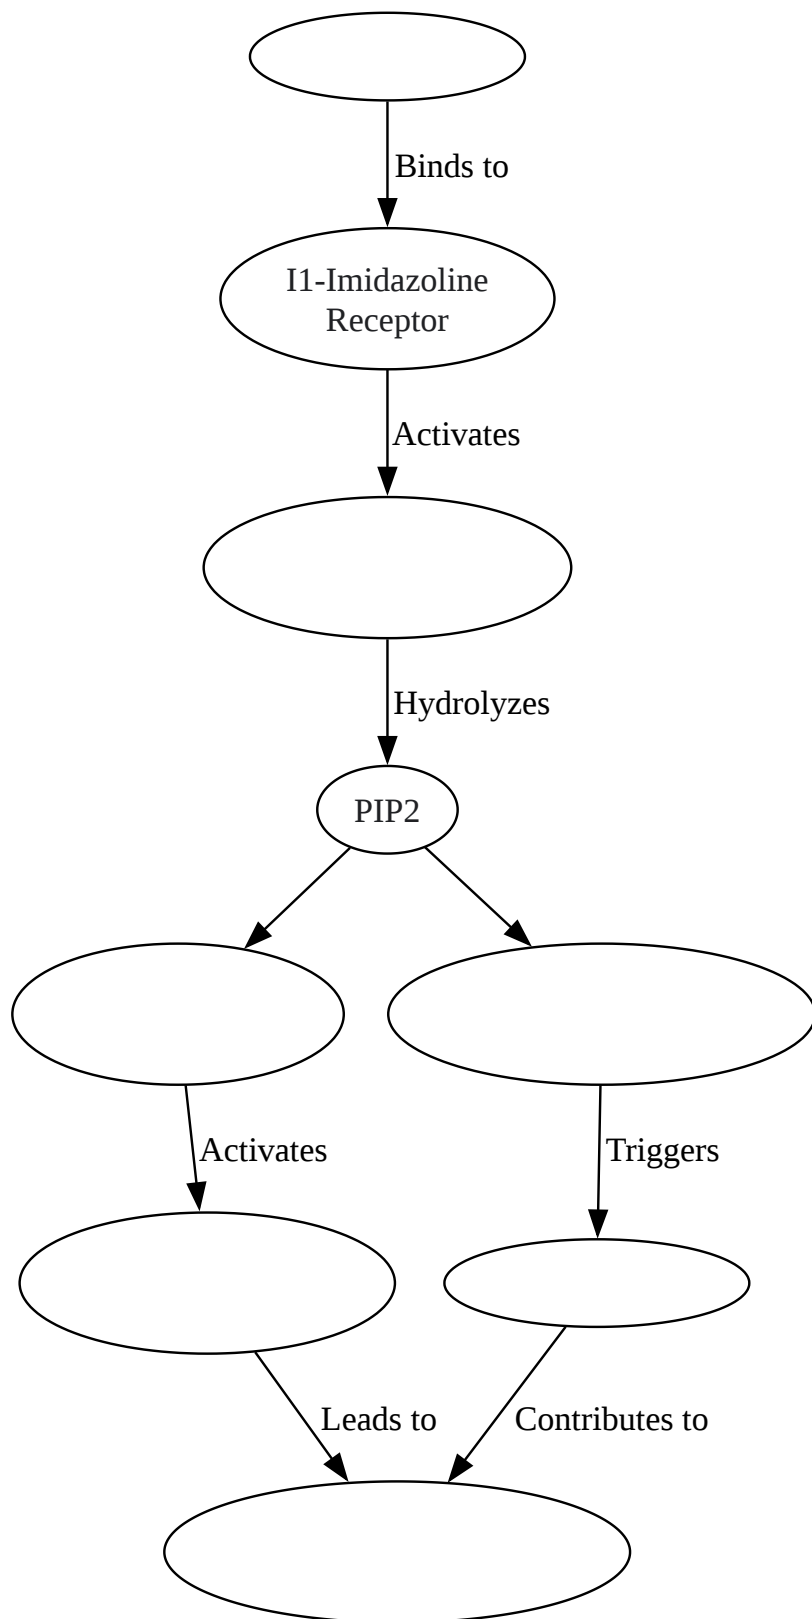 Binds to
I1-Imidazoline
Receptor
Activates
Hydrolyzes
PIP2
Activates
Triggers
Leads to
Contributes to